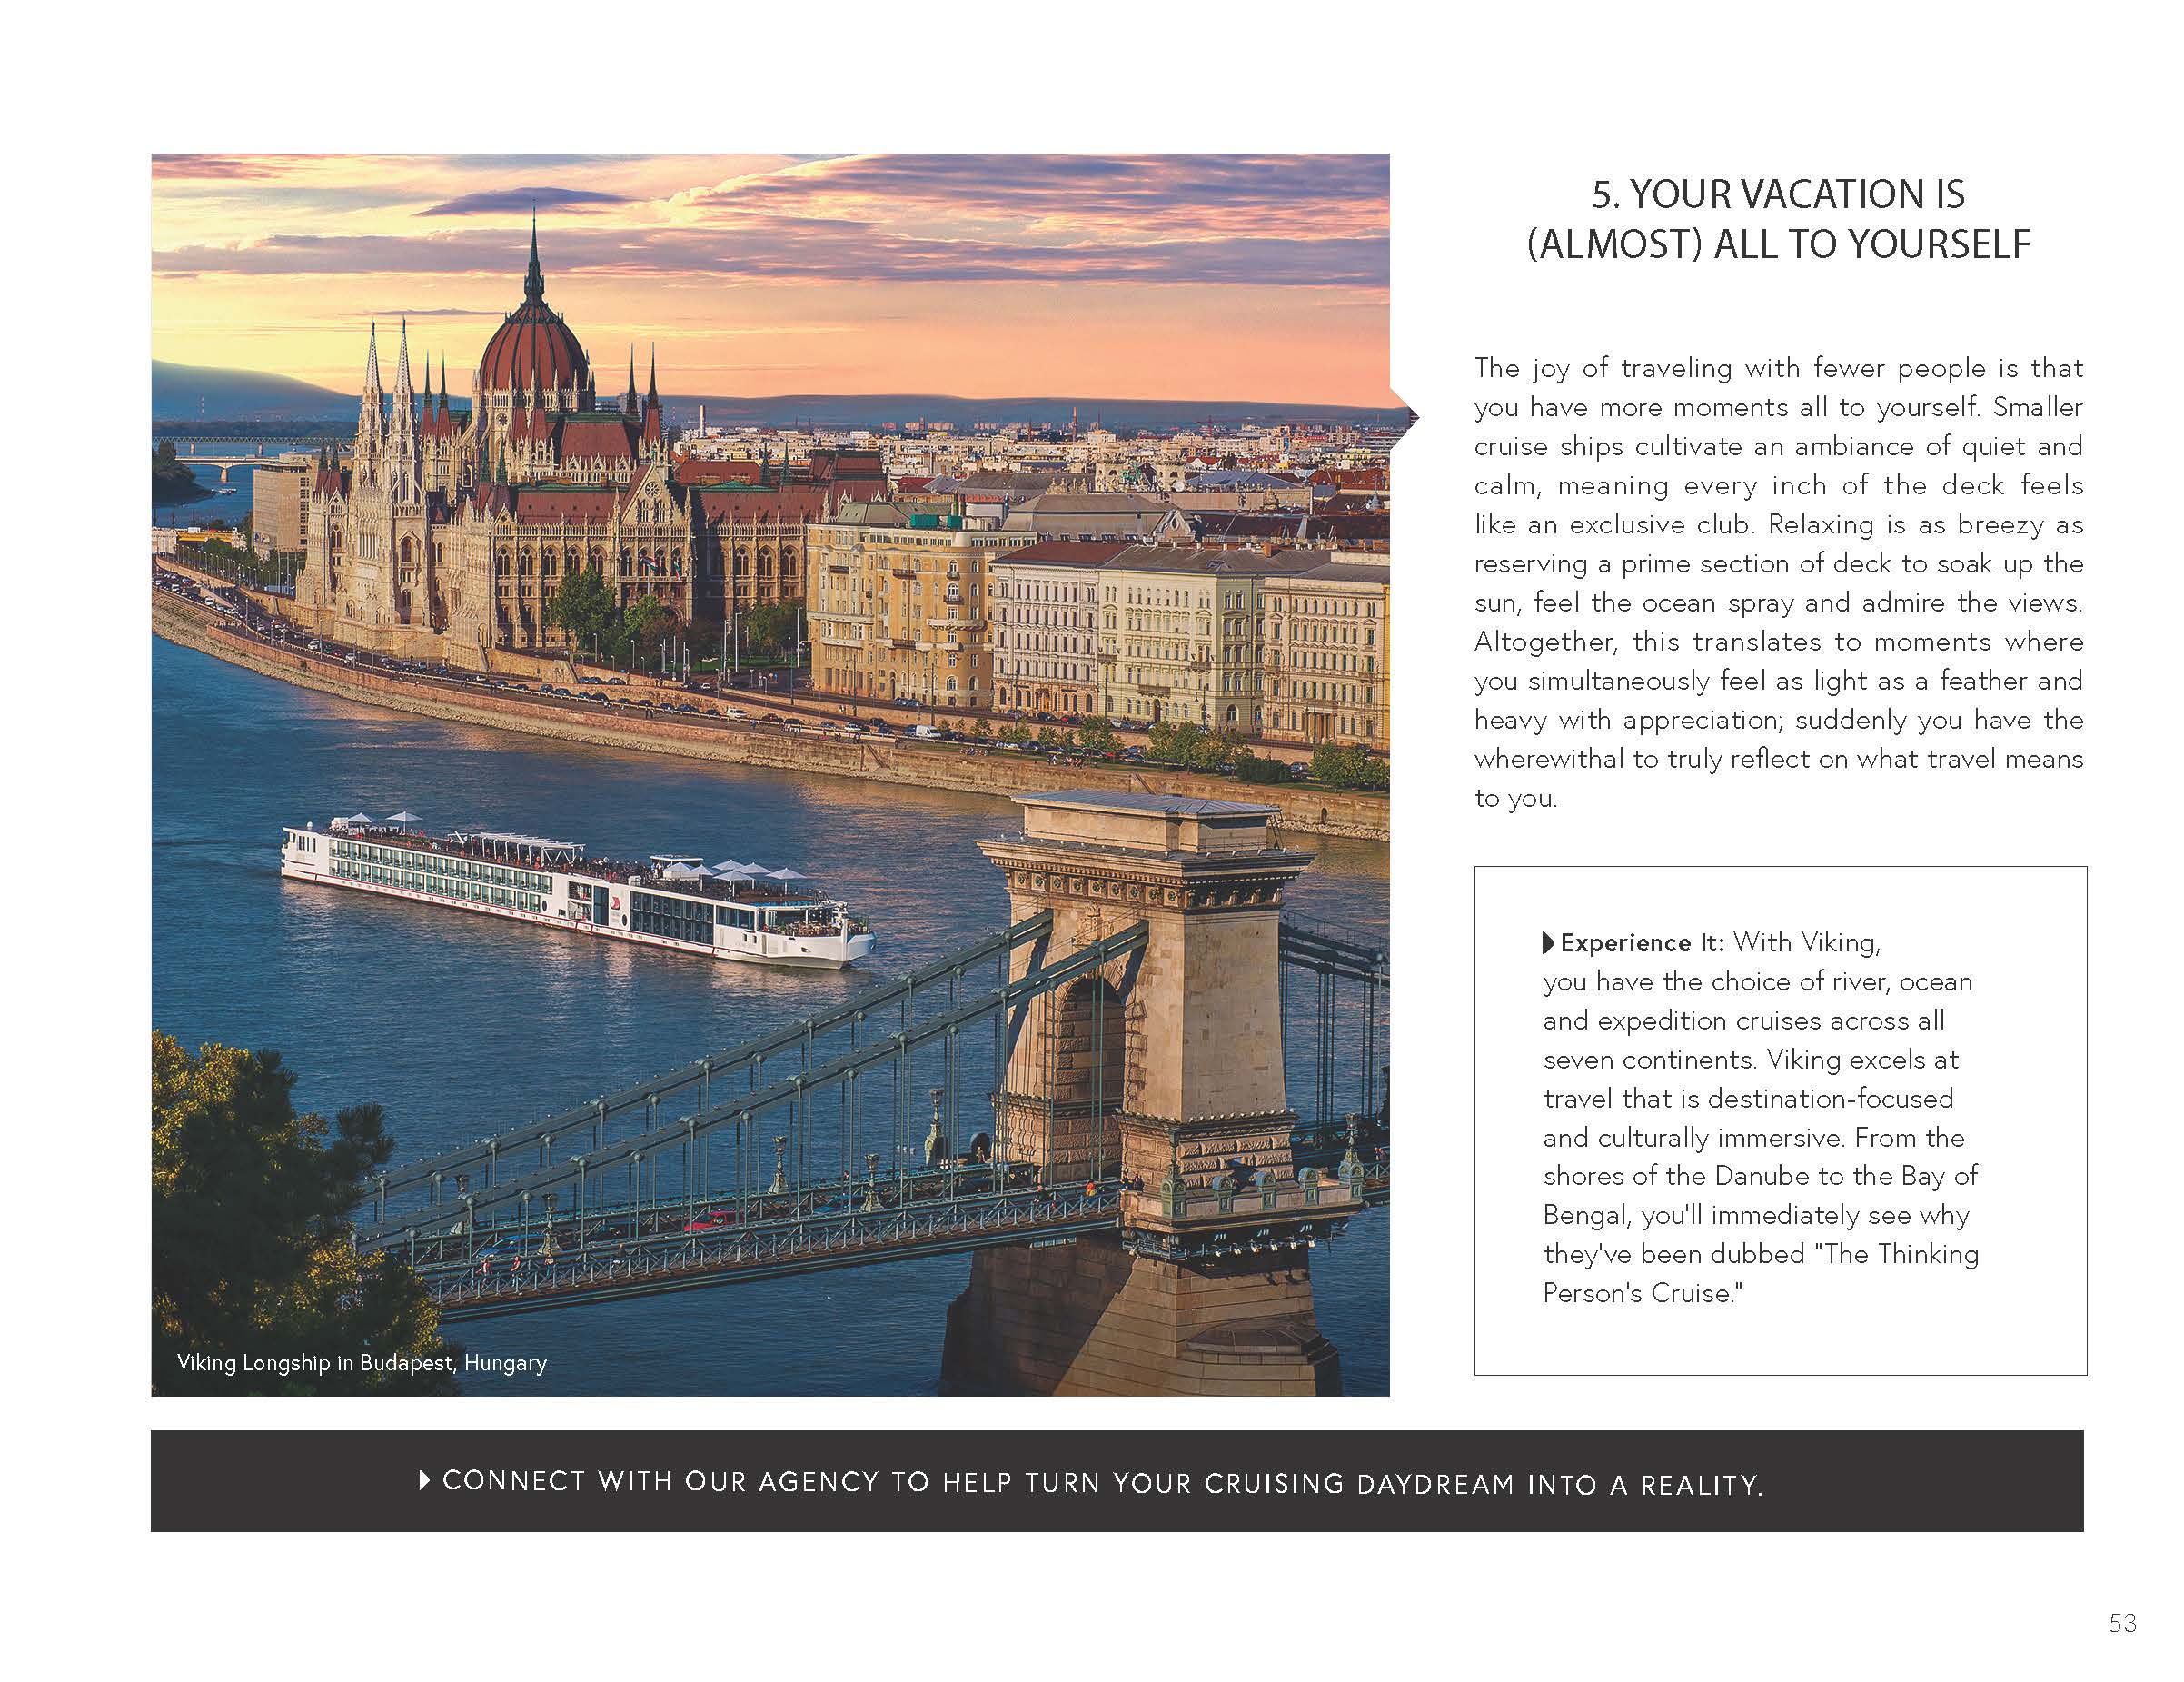 5. YOUR VACATION IS
(ALMOST) ALL TO YOURSELF
The joy of traveling with fewer people is that
you have more moments all to yourself. Smaller
cruise ships cultivate an ambiance of quiet and
calm, meaning every inch of the deck feels
like an exclusive club. Relaxing is as breezy as
reserving a prime section of deck to soak up the
sun, feel the ocean spray and admire the views.
Altogether, this translates to moments where
you simultaneously feel as light as a feather and
heavy with appreciation; suddenly you have the
wherewithal to truly reflect on what travel means
to you.
Experience It: With Viking,
you have the choice of river, ocean
and expedition cruises across all
seven continents. Viking excels at
travel that is destination-focused
and culturally immersive. From the
shores of the Danube to the Bay of
Bengal, you'll immediately see why
they've been dubbed "The Thinking
Person's Cruise."
Viking Longship in Budapest, Hungary
CONNECT WITH OUR AGENCY TO HELP TURN YOUR CRUISING DAYDREAM INTO A REALITY.
53